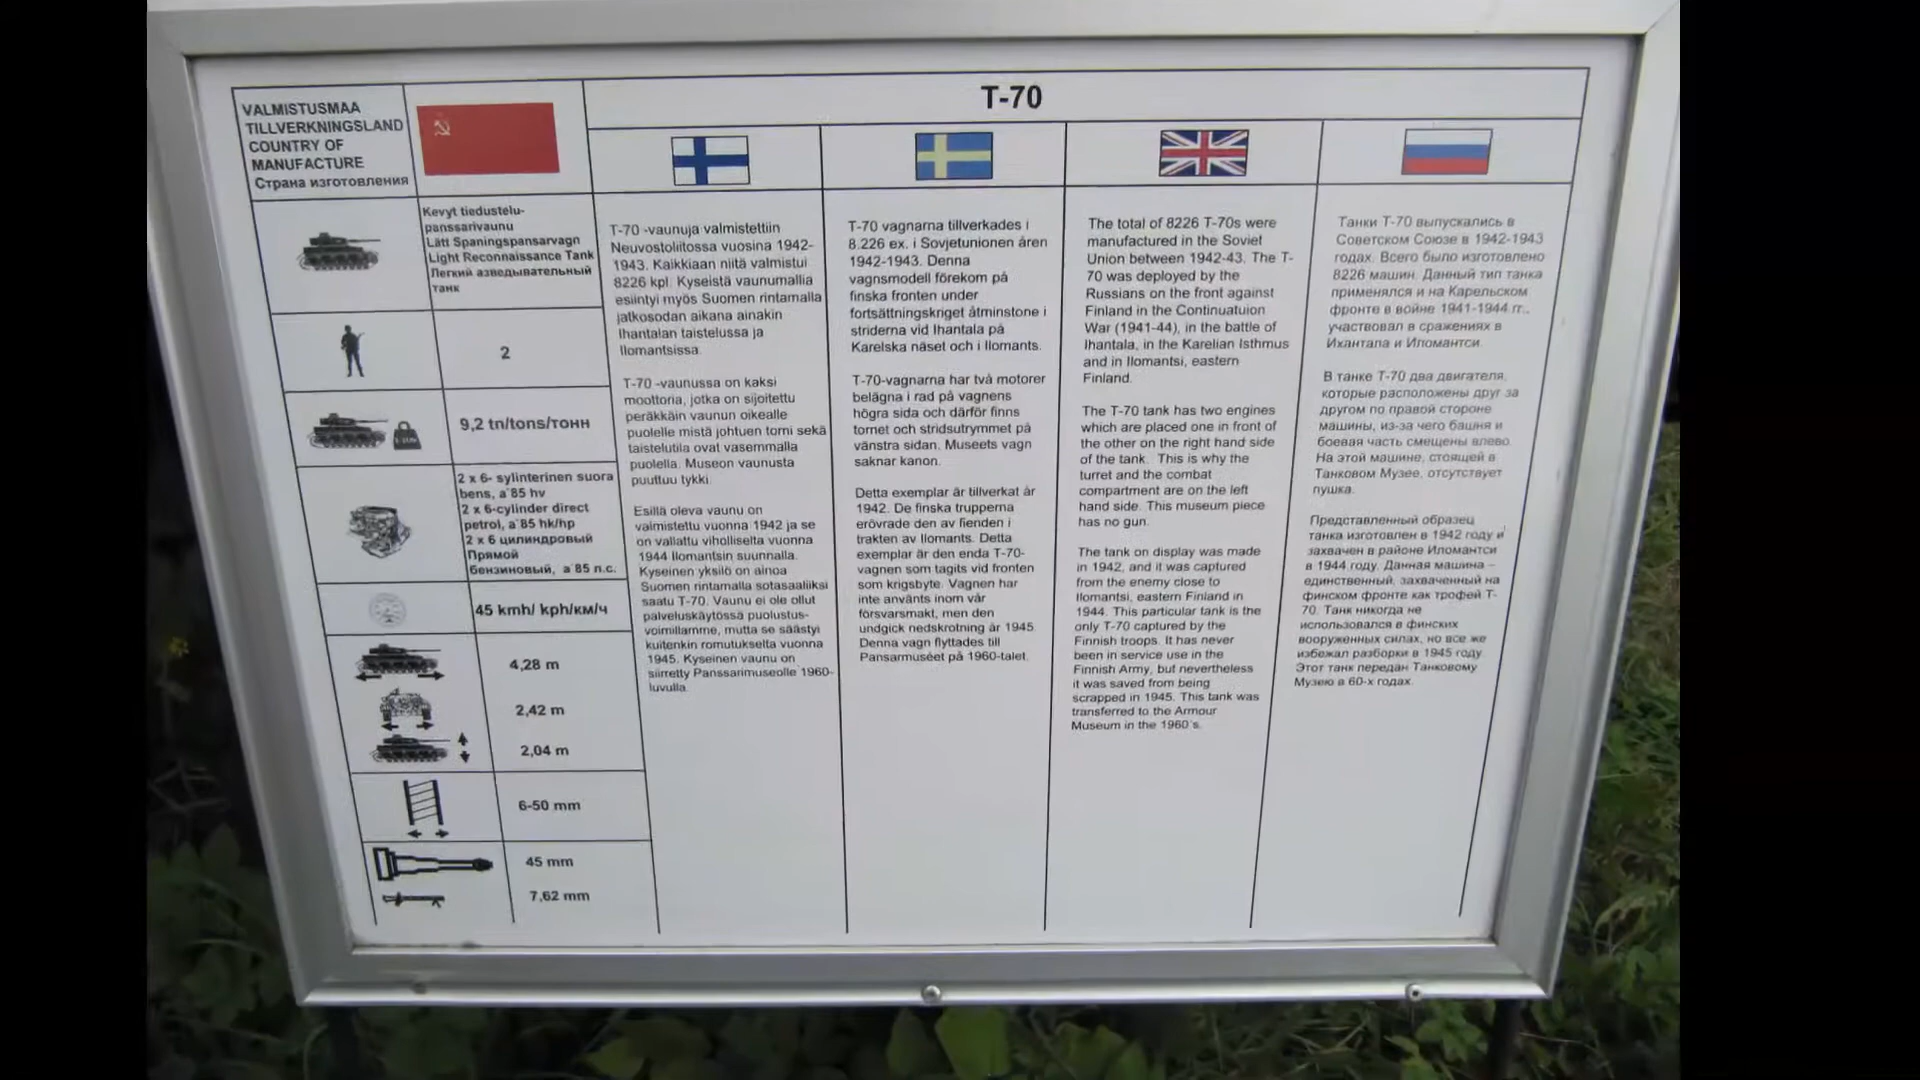 T-70
VALMISTUSMAA
TILLVERKNINGSLAND
COUNTRY OF
MANUFACTURE
Страна изготовления
Kevyt tiedustelu-
panssarivaunu
Lätt Spaningspansarvagn
Light Reconnaissance Tank
Легкий азведывательный
танк
2
9,2 tn/tons/тонн
2 x 6- sylinterinen suora
bens, a`85 hv
2 x 6-cylinder direct
petrol, a`85 hk/hp
2 x 6 цилиндровый
Прямой
бензиновый, а`85 л.с.
45 kmh/ kph/км/ч
4,28 m
2,42 m
2,04 m
6-50 mm
45 mm
7,62 mm
T-70 -vaunuja valmistettiin
Neuvostoliitossa vuosina 1942-
1943. Kaikkiaan niitä valmistui
8226 kpl. Kyseistä vaunumallia
esiintyi myös Suomen rintamalla
jatkosodan aikana ainakin
Ihantalan taistelussa ja
Ilomantsissa.
T-70 -vaunussa on kaksi
moottoria, jotka on sijoitettu
peräkkäin vaunun oikealle
puolelle mistä johtuen torni sekä
taistelutila ovat vasemmalla
puolella. Museon vaunusta
puuttuu tykki.
Esillä oleva vaunu on
valmistettu vuonna 1942 ja se
on vallattu viholliselta vuonna
1944 Ilomantsin suunnalla.
Kyseinen yksilö on ainoa
Suomen rintamalla sotasaaliiksi
saatu T-70. Vaunu ei ole ollut
palveluskäytössä puolustus-
voimillamme, mutta se säästyi
kuitenkin romutukselta vuonna
1945. Kyseinen vaunu on
siirretty Panssarimuseolle 1960-
luvulla.
T-70 vagnarna tillverkades i
8.226 ex. i Sovjetunionen åren
1942-1943. Denna
vagnsmodell förekom på
finska fronten under
fortsättningskriget åtminstone i
striderna vid Ihantala på
Karelska näset och i Ilomants.
T-70-vagnarna har två motorer
belägna i rad på vagnens
högra sida och därför finns
tornet och stridsutrymmet på
vänstra sidan. Museets vagn
saknar kanon.
Detta exemplar är tillverkat år
1942. De finska trupperna
erövrade den av fienden i
trakten av Ilomants. Detta
exemplar är den enda T-70-
vagnen som tagits vid fronten
som krigsbyte. Vagnen har
inte använts inom vår
försvarsmakt, men den
undgick nedskrotning år 1945.
Denna vagn flyttades till
Pansarmuséet på 1960-talet.
The total of 8226 T-70s were
manufactured in the Soviet
Union between 1942-43. The T-
70 was deployed by the
Russians on the front against
Finland in the Continuatuion
War (1941-44), in the battle of
Ihantala, in the Karelian Isthmus
and in Ilomantsi, eastern
Finland.
The T-70 tank has two engines
which are placed one in front of
the other on the right hand side
of the tank. This is why the
turret and the combat
compartment are on the left
hand side. This museum piece
has no gun.
The tank on display was made
in 1942, and it was captured
from the enemy close to
Ilomantsi, eastern Finland in
1944. This particular tank is the
only T-70 captured by the
Finnish troops. It has never
been in service use in the
Finnish Army, but nevertheless
it was saved from being
scrapped in 1945. This tank was
transferred to the Armour
Museum in the 1960`s.
Танки Т-70 выпускались в
Советском Союзе в 1942-1943
годах. Всего было изготовлено
8226 машин. Данный тип танка
применялся и на Карельском
фронте в войне 1941-1944 гг.,
участвовал в сражениях в
Ихантала и Иломантси.
В танке Т-70 два двигателя,
которые расположены друг за
другом по правой стороне
машины, из-за чего башня и
боевая часть смещены влево.
На этой машине, стоящей в
Танковом Музее, отсутствует
пушка.
Представленный образец
танка изготовлен в 1942 году и
захвачен в районе Иломантси
в 1944 году. Данная машина –
единственный, захваченный на
финском фронте как трофей Т-
70. Танк никогда не
использовался в финских
вооруженных силах, но все же
избежал разборки в 1945 году.
Этот танк передан Танковому
Музею в 60-х годах.